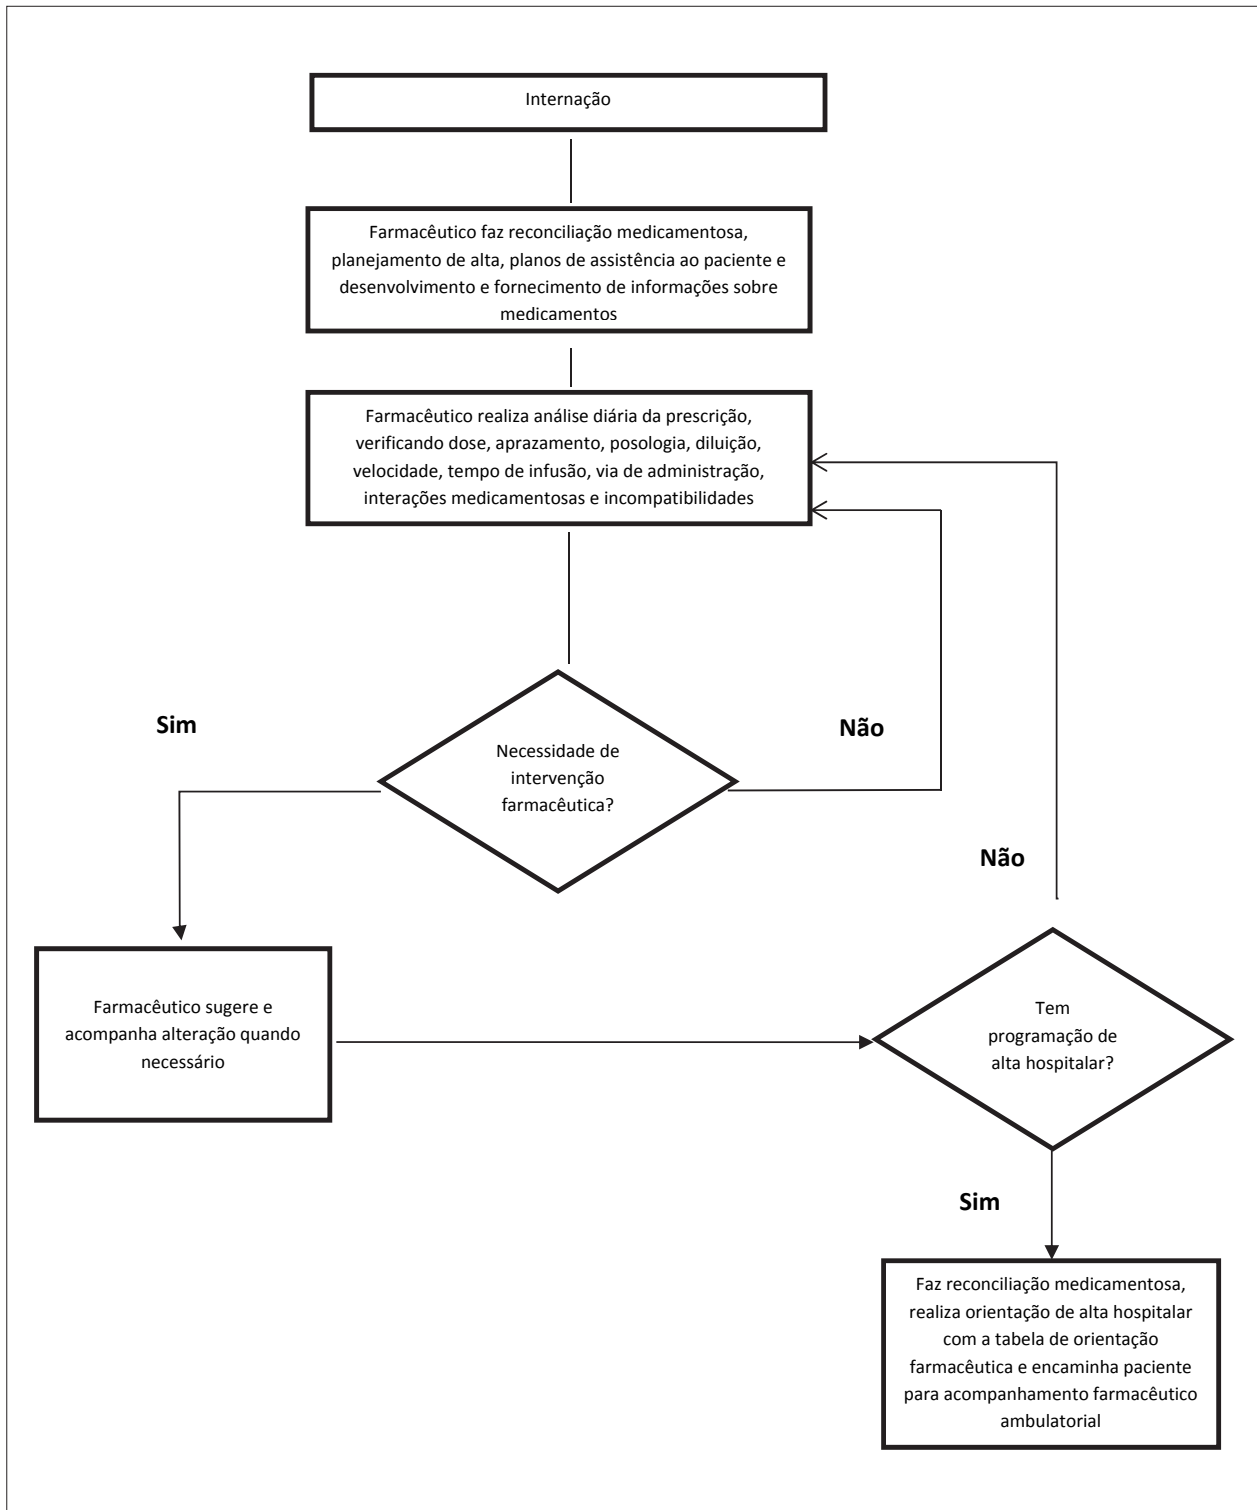 Internação
Farmacêutico faz reconciliação medicamentosa,
planejamento de alta, planos de assistência ao paciente e
desenvolvimento e fornecimento de informações sobre
medicamentos
Farmacêutico realiza análise diária da prescrição,
verificando dose, aprazamento, posologia, diluição,
velocidade, tempo de infusão, via de administração,
interações medicamentosas e incompatibilidades
Sim
Não
Necessidade de
intervenção
farmacêutica?
Não
Farmacêutico sugere e
acompanha alteração quando
necessário
Tem
programação de
alta hospitalar?
Sim
Faz reconciliação medicamentosa,
realiza orientação de alta hospitalar
com a tabela de orientação
farmacêutica e encaminha paciente
para acompanhamento farmacêutico
ambulatorial